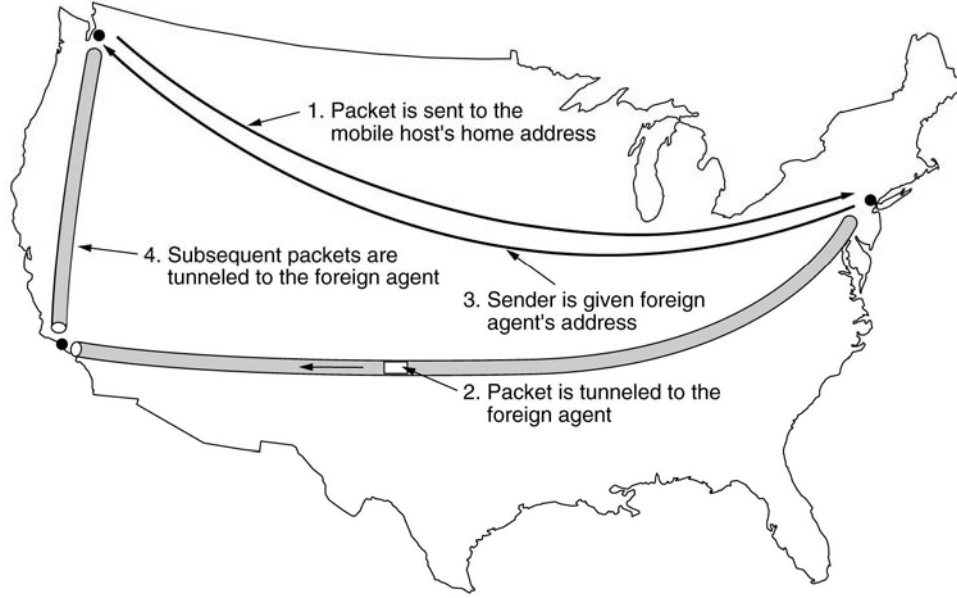 1. Packet is sent to the
mobile host's home address
4. Subsequent packets are
tunneled to the foreign agent
3. Sender is given foreign
agent's address
2. Packet is tunneled to the
foreign agent